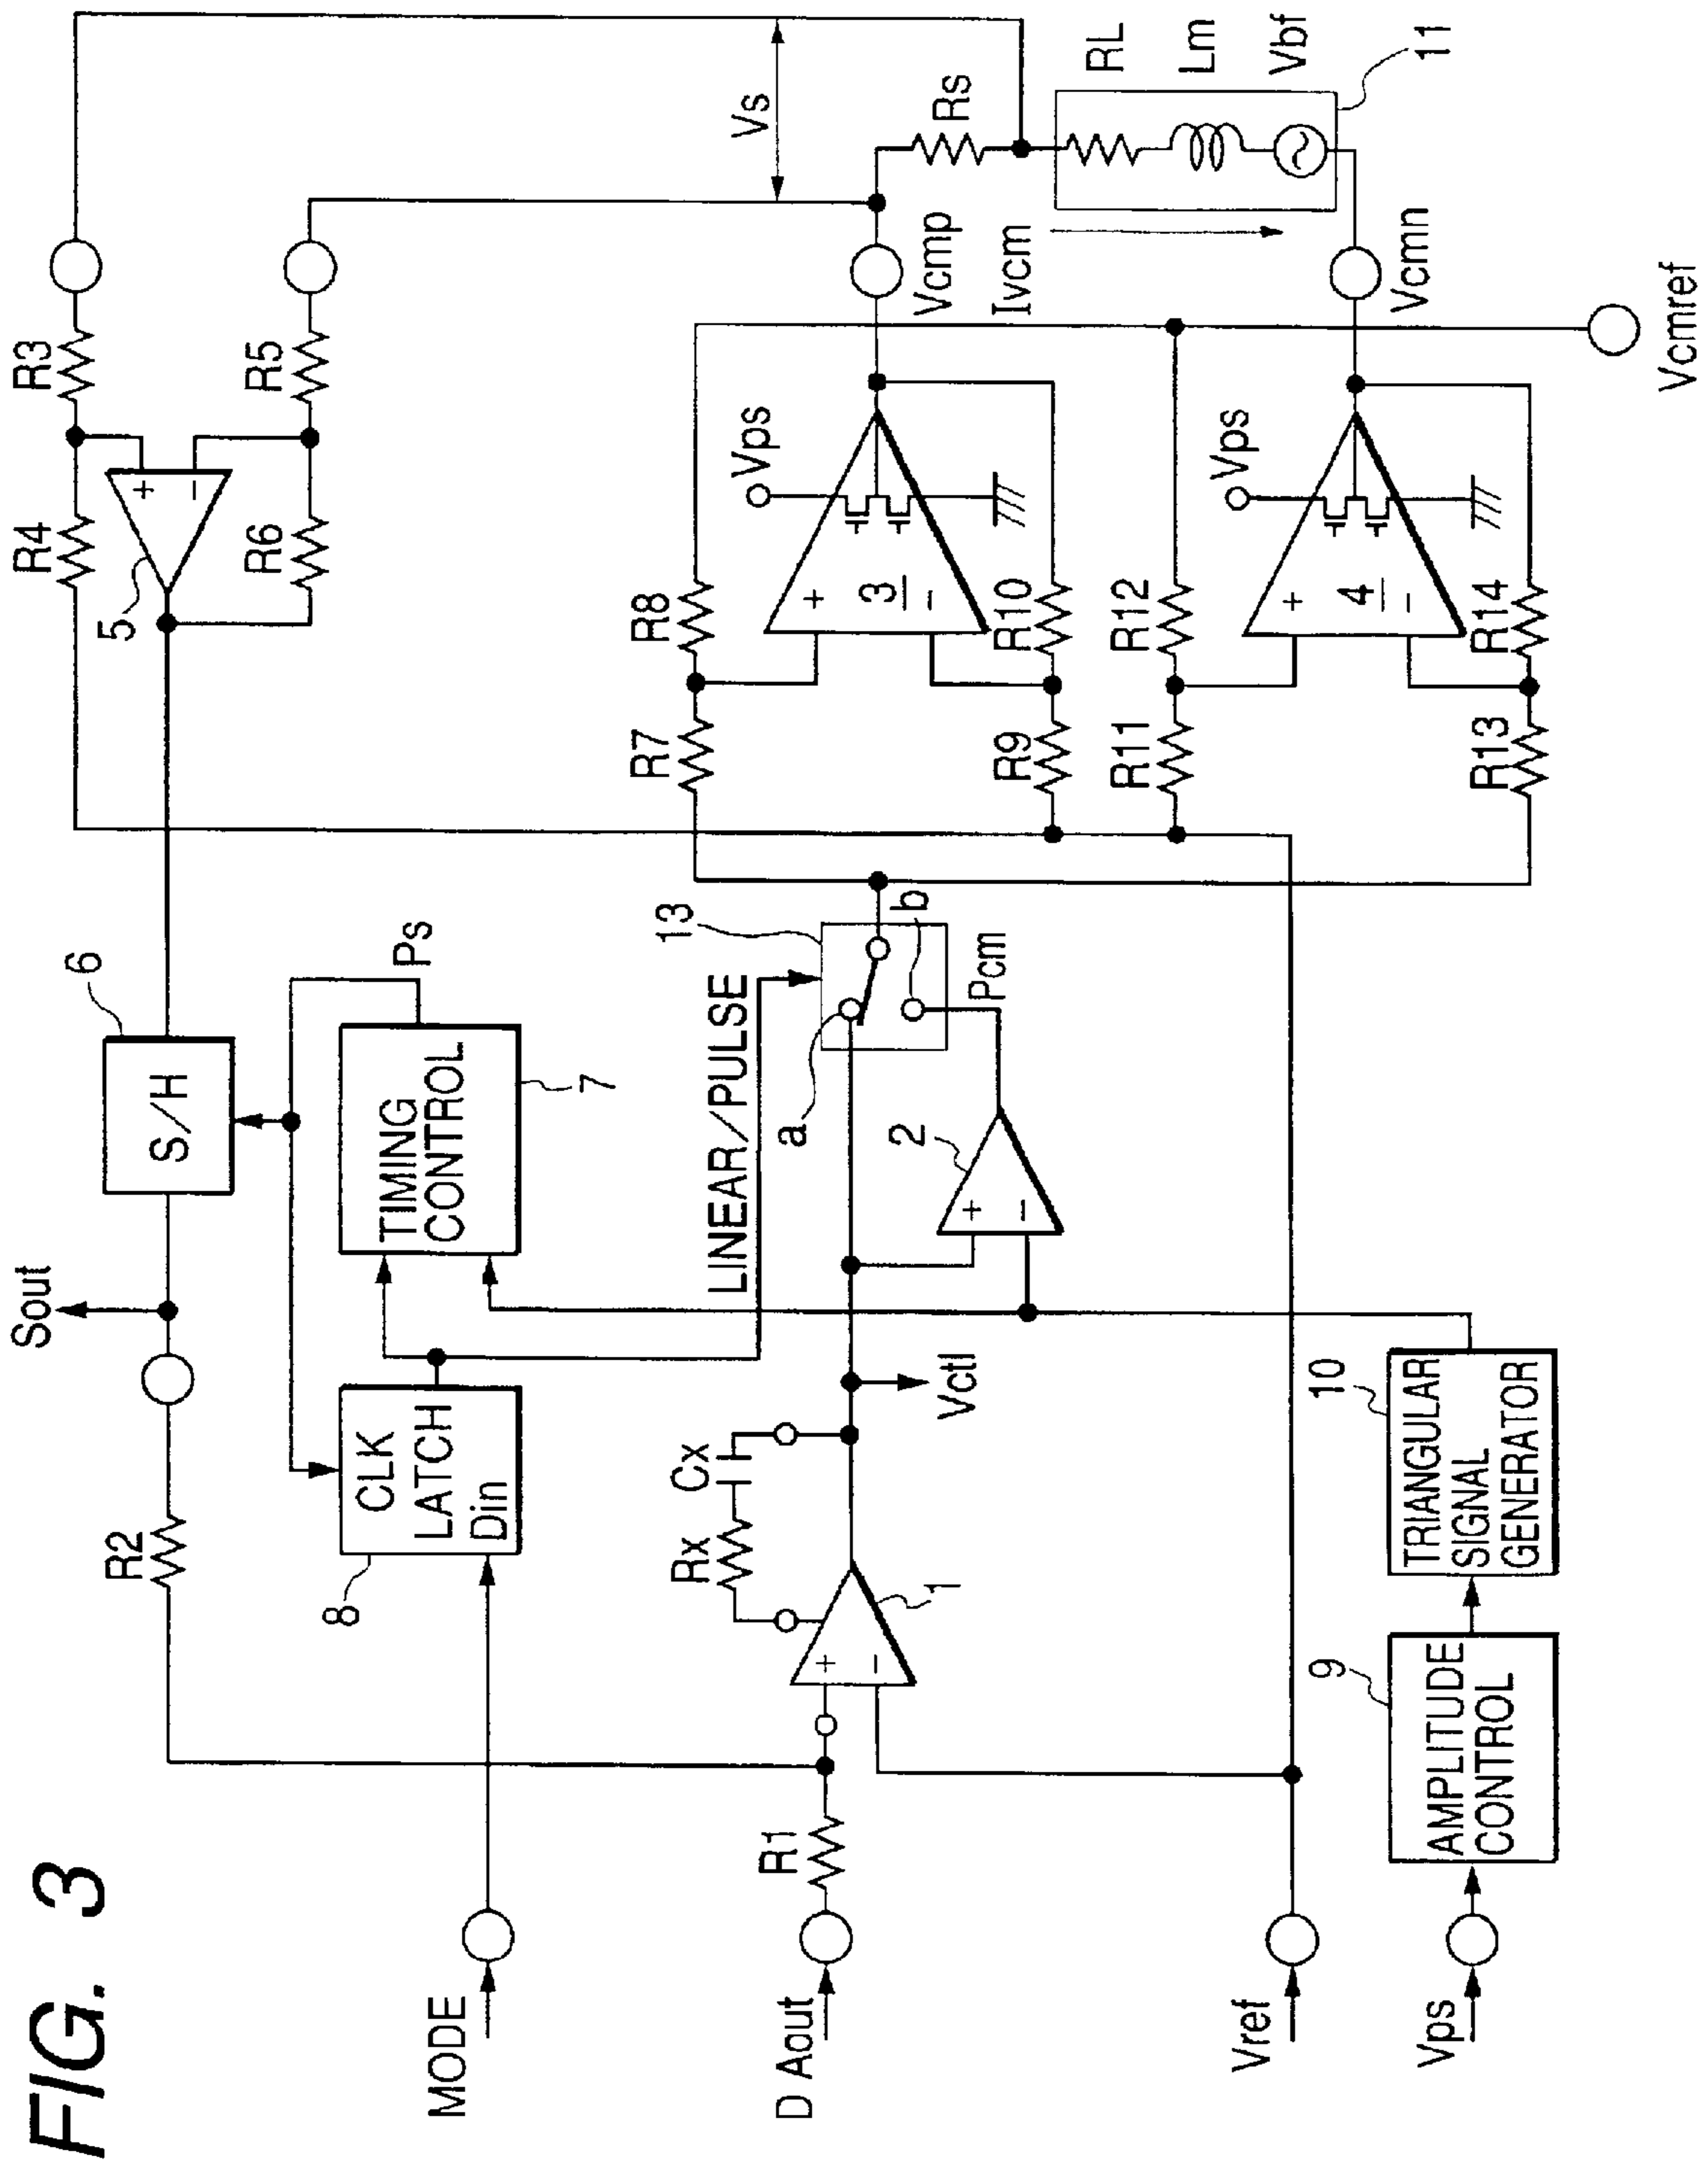 FIG. 3
MODE
D Aout
Vref
Vps
R1
R2
Sout
S/H
6
CLK
LATCH
Din
8
TIMING
CONTROL
7
Ps
LINEAR/PULSE
13
a
b
Pcm
Rx
Cx
+
−
1
Vctl
+
−
2
AMPLITUDE
CONTROL
9
TRIANGULAR
SIGNAL
GENERATOR
10
R4
R3
+
−
5
R6
R5
R7
R8
+
3
−
Vps
R9
R10
R11
R12
+
4
−
Vps
R13
R14
Vs
Vcmp
Ivcm
Vcmn
Vcmref
Rs
RL
Lm
Vbf
11